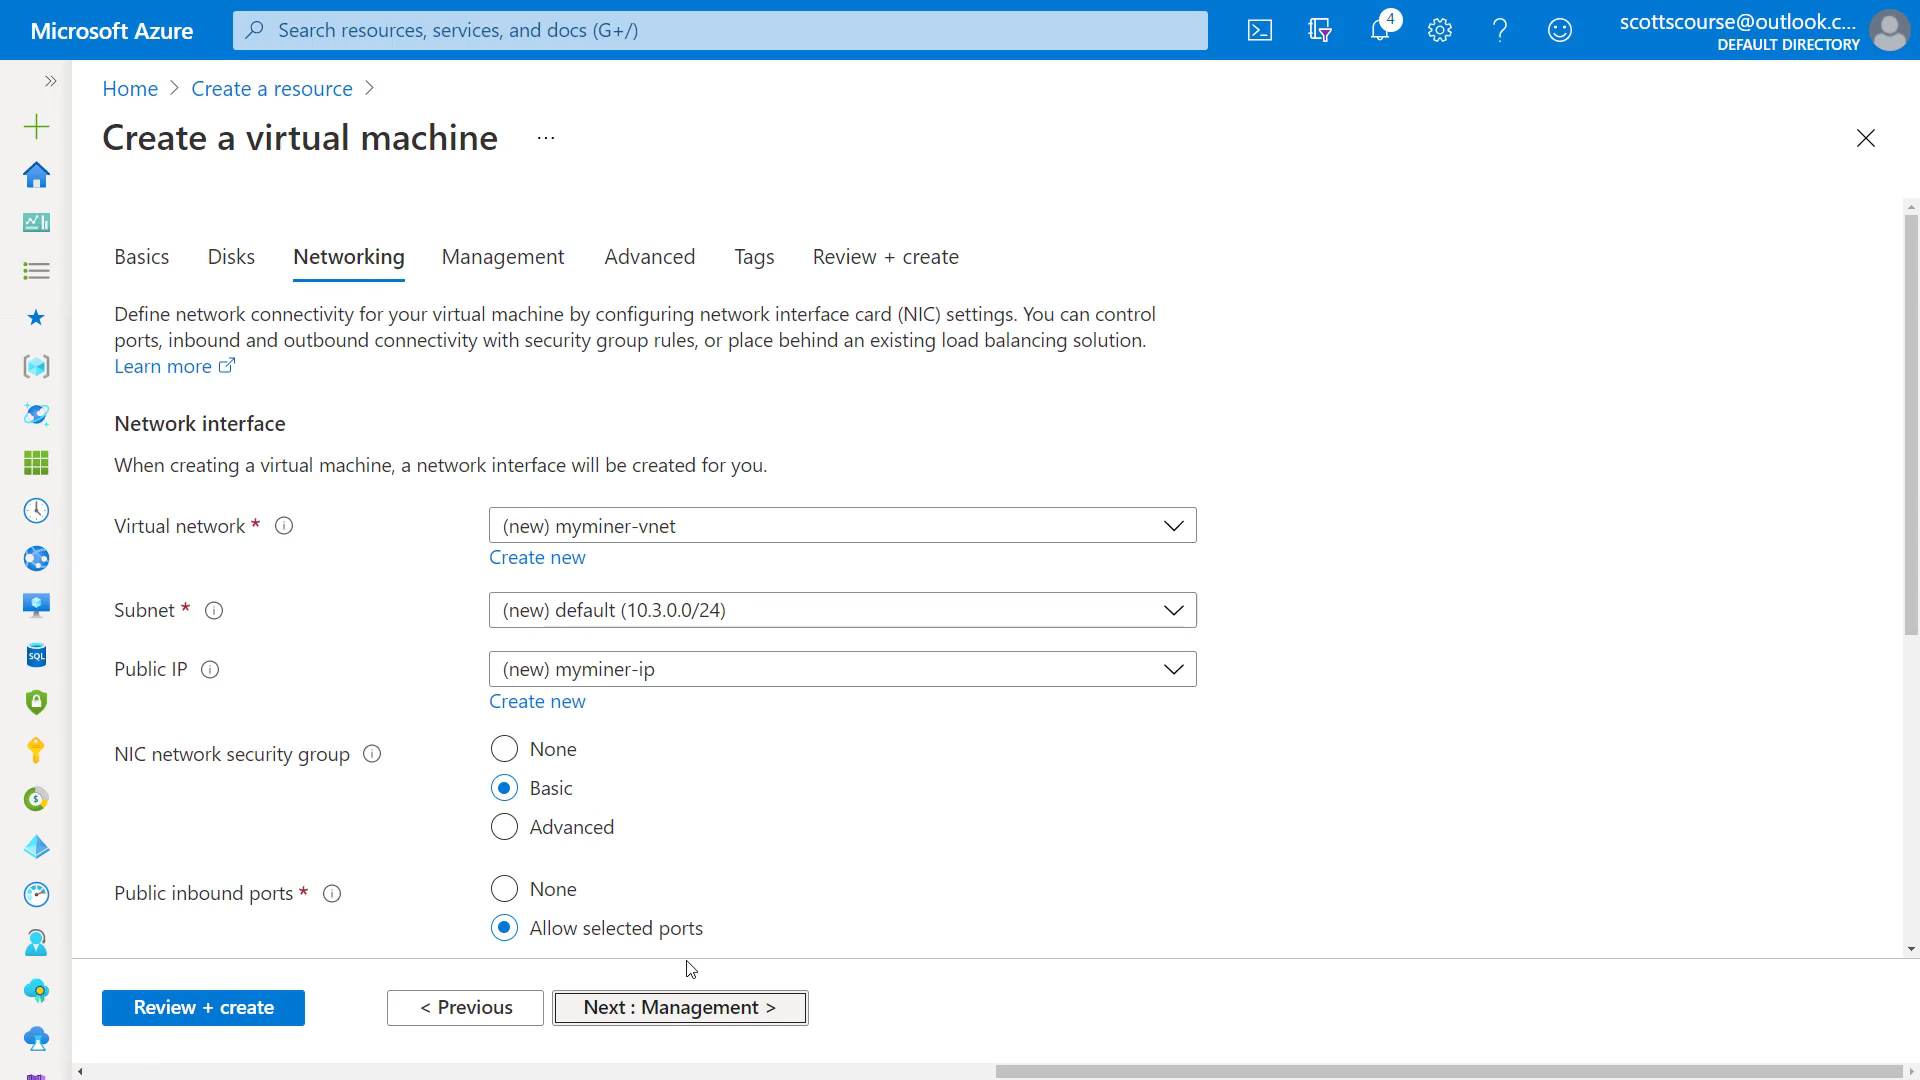 Microsoft Azure
Search resources, services, and docs (G+/)
4
scottscourse@outlook.c...
DEFAULT DIRECTORY
Home > Create a resource >
Create a virtual machine ...
Basics Disks Networking Management Advanced Tags Review + create
Define network connectivity for your virtual machine by configuring network interface card (NIC) settings. You can control
ports, inbound and outbound connectivity with security group rules, or place behind an existing load balancing solution.
Learn more
Network interface
When creating a virtual machine, a network interface will be created for you.
Virtual network *
(new) myminer-vnet
Create new
Subnet *
(new) default (10.3.0.0/24)
Public IP
(new) myminer-ip
Create new
NIC network security group
None
Basic
Advanced
Public inbound ports *
None
Allow selected ports
Review + create
< Previous
Next : Management >
SQL